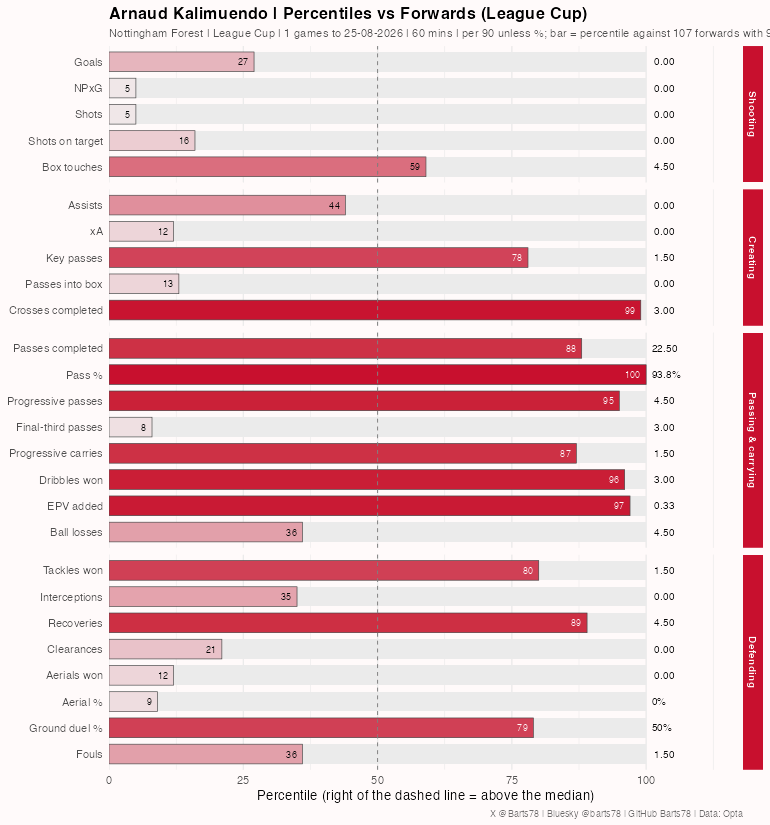 Arnaud Kalimuendo | Percentiles vs Forwards (League Cup)
Nottingham Forest | League Cup | 1 games to 25-08-2026 | 60 mins | per 90 unless %; bar = percentile against 107 forwards with
Goals 27 0.00
NPxG 5 0.00
Shots 5 0.00
Shots on target 16 0.00
Box touches 59 4.50
Shooting
Assists 44 0.00
xA 12 0.00
Key passes 78 1.50
Passes into box 13 0.00
Crosses completed 99 3.00
Creating
Passes completed 88 22.50
Pass % 100 93.8%
Progressive passes 95 4.50
Final-third passes 8 3.00
Progressive carries 87 1.50
Dribbles won 96 3.00
EPV added 97 0.33
Ball losses 36 4.50
Passing & carrying
Tackles won 80 1.50
Interceptions 35 0.00
Recoveries 89 4.50
Clearances 21 0.00
Aerials won 12 0.00
Aerial % 9 0%
Ground duel % 79 50%
Fouls 36 1.50
Defending
0 25 50 75 100
Percentile (right of the dashed line = above the median)
X @Barts78 | Bluesky @barts78 | GitHub Barts78 | Data: Opta